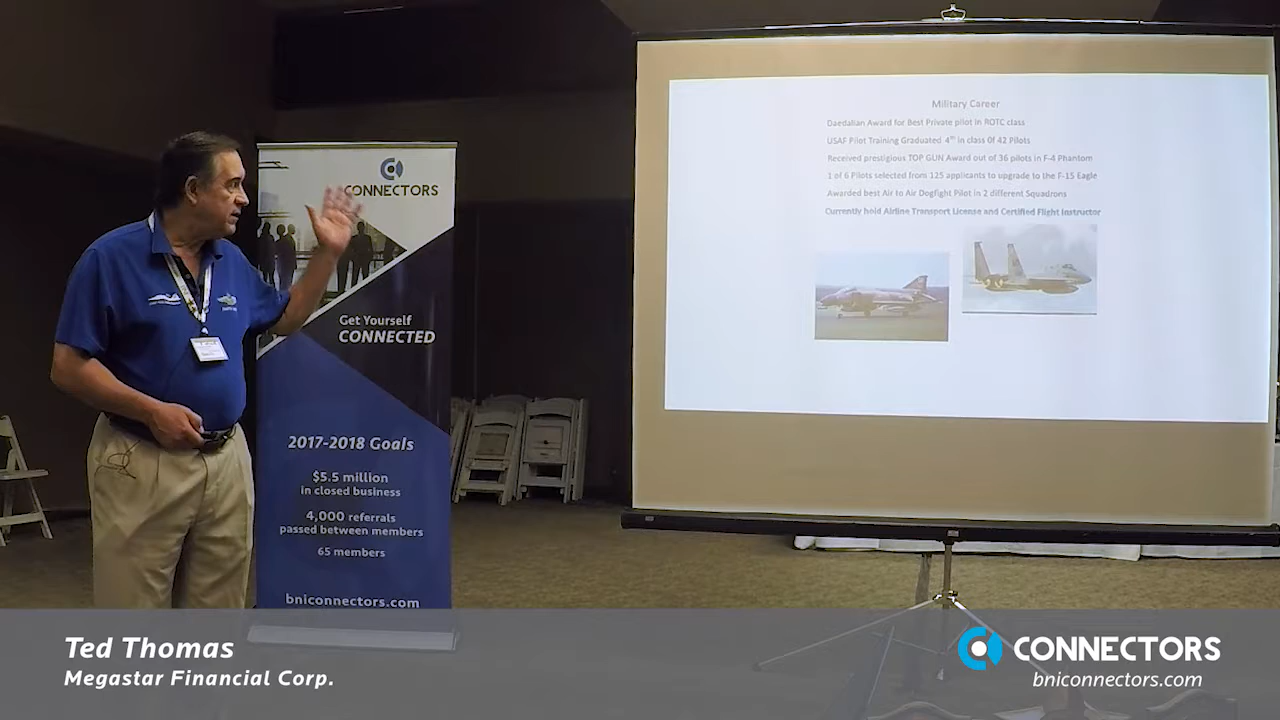 Military Career
Daedalian Award for Best Private pilot in ROTC class
USAF Pilot Training Graduated 4th in class 0f 42 Pilots
Received prestigious TOP GUN Award out of 36 pilots in F-4 Phantom
1 of 6 Pilots selected from 125 applicants to upgrade to the F-15 Eagle
Awarded best Air to Air Dogfight Pilot in 2 different Squadrons
Currently hold Airline Transport License and Certified Flight Instructor
CONNECTORS
Get Yourself
CONNECTED
2017-2018 Goals
$5.5 million
in closed business
4,000 referrals
passed between members
65 members
bniconnectors.com
Ted Thomas
Megastar Financial Corp.
CONNECTORS
bniconnectors.com